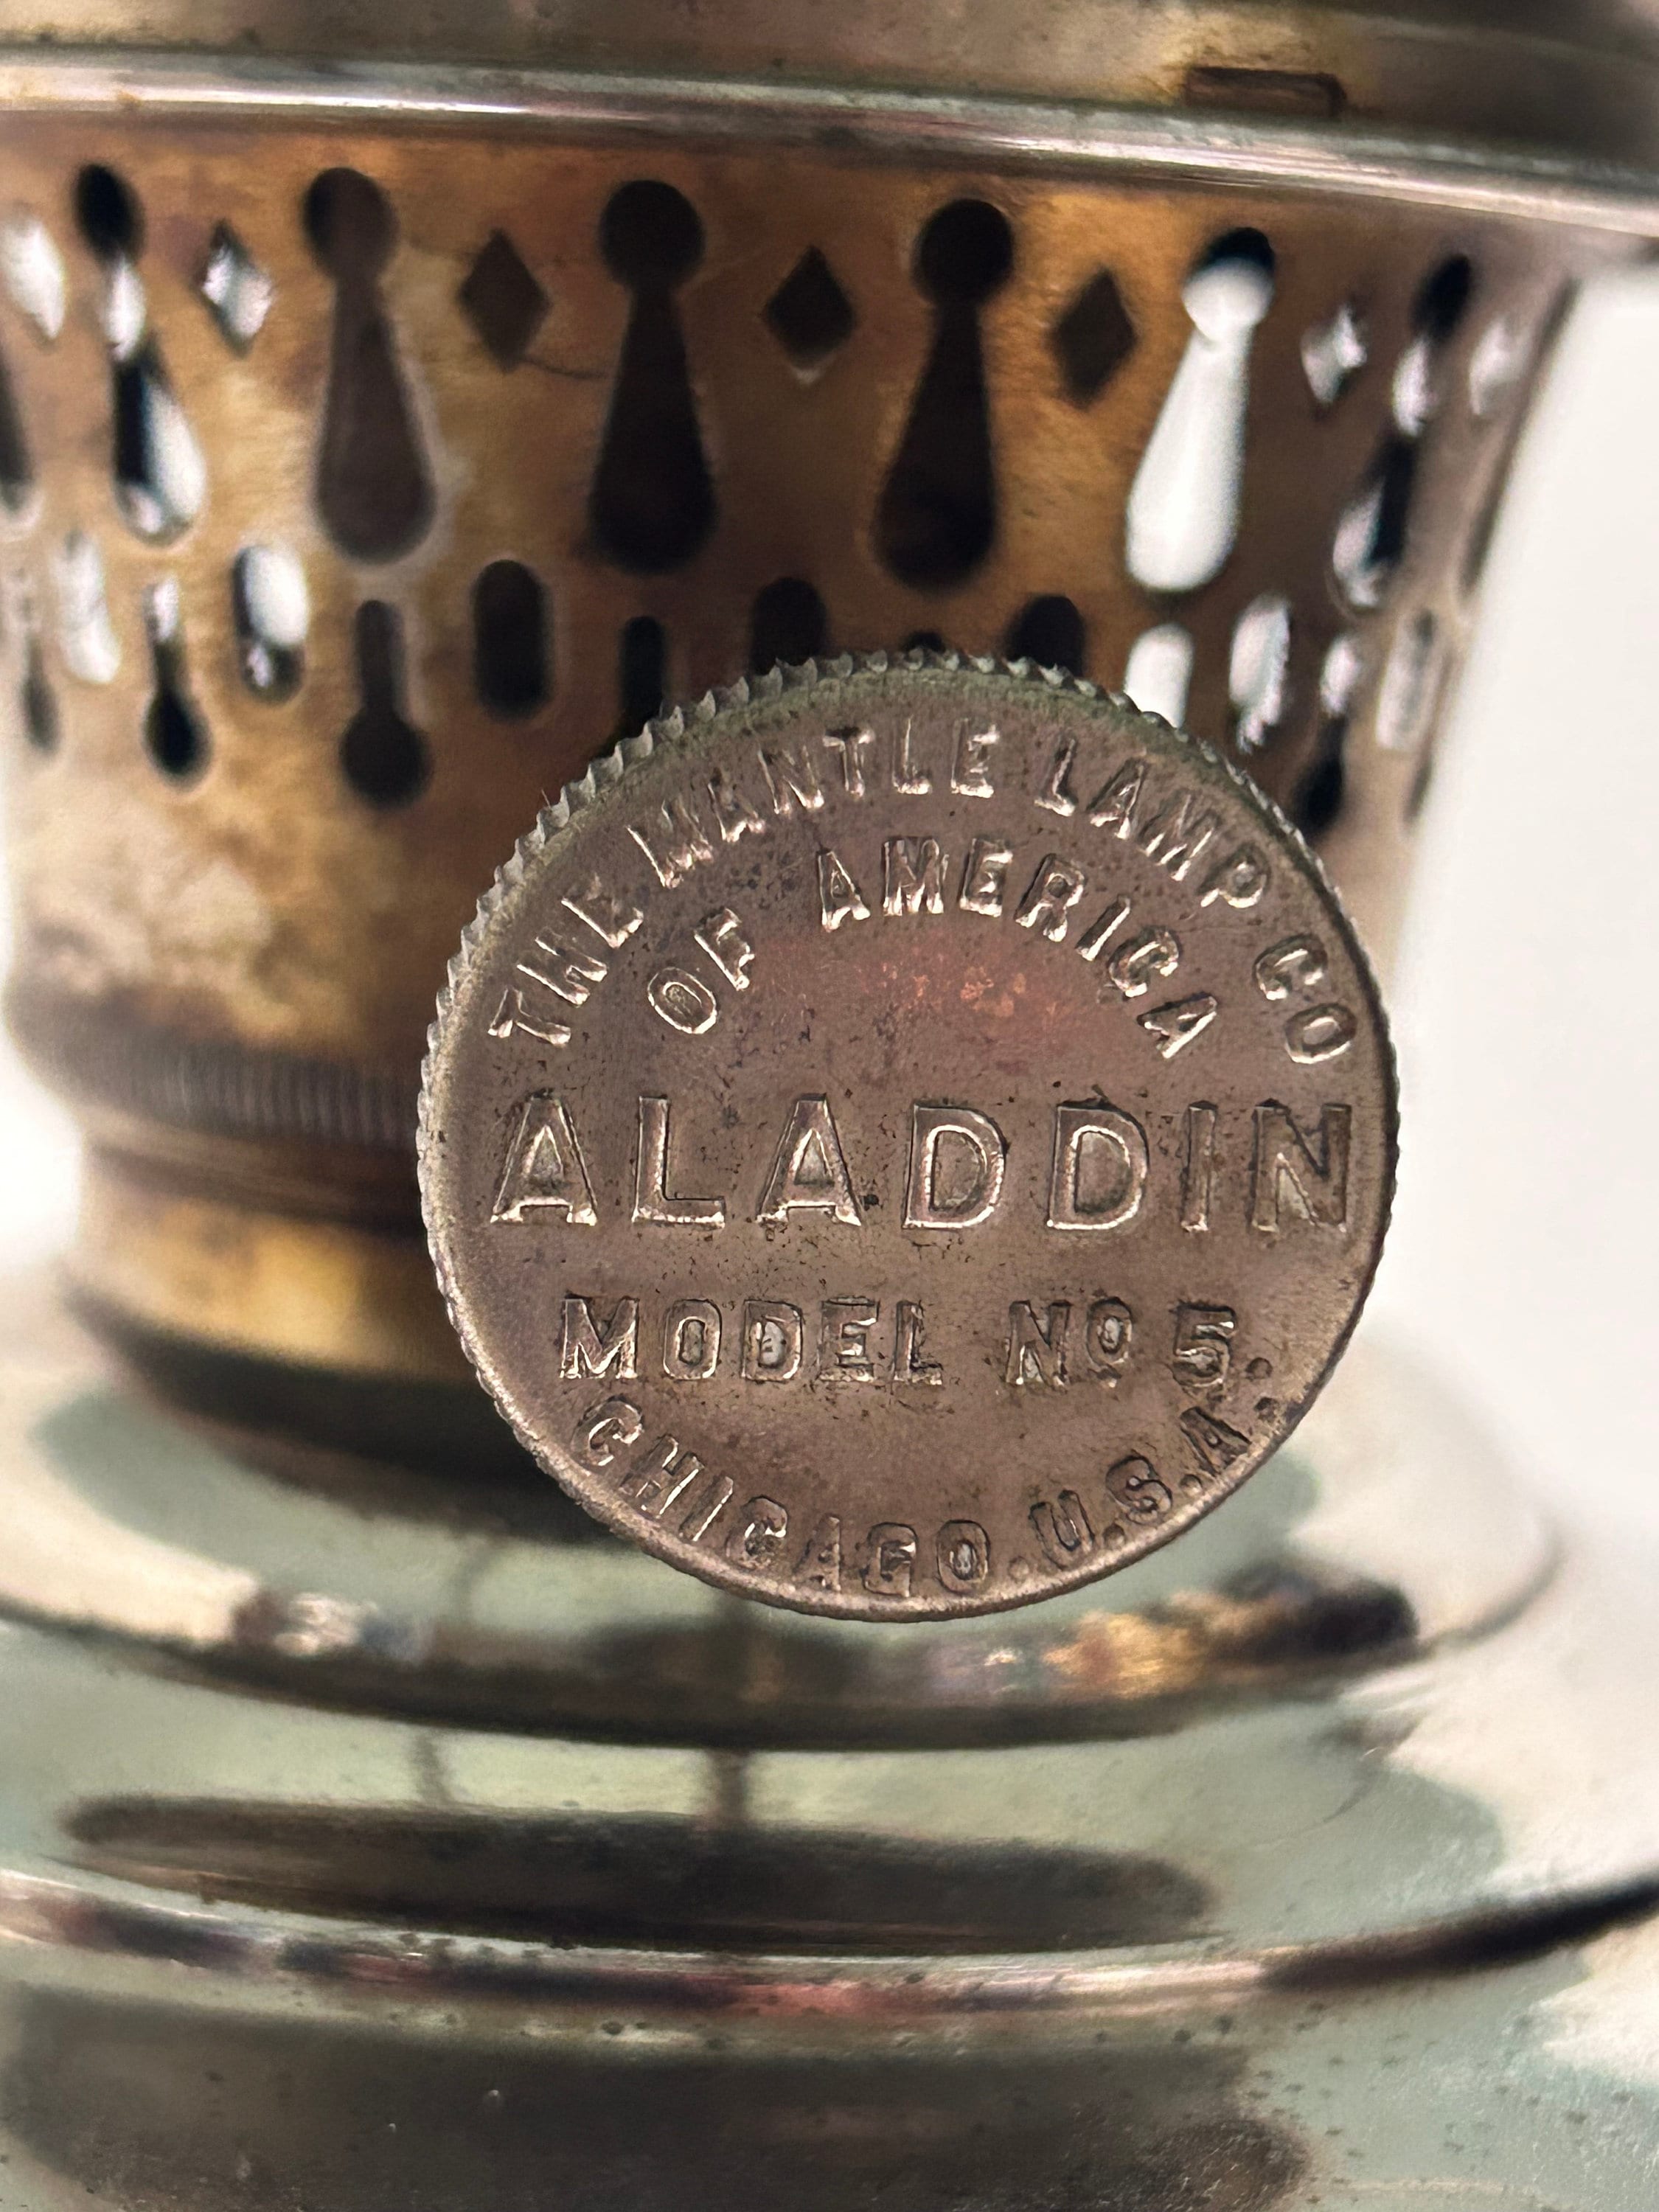 THE MANTLE LAMP CO
OF AMERICA
ALADDIN
MODEL Nº 5.
CHICAGO. U.S.A.